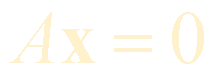 Ax = 0